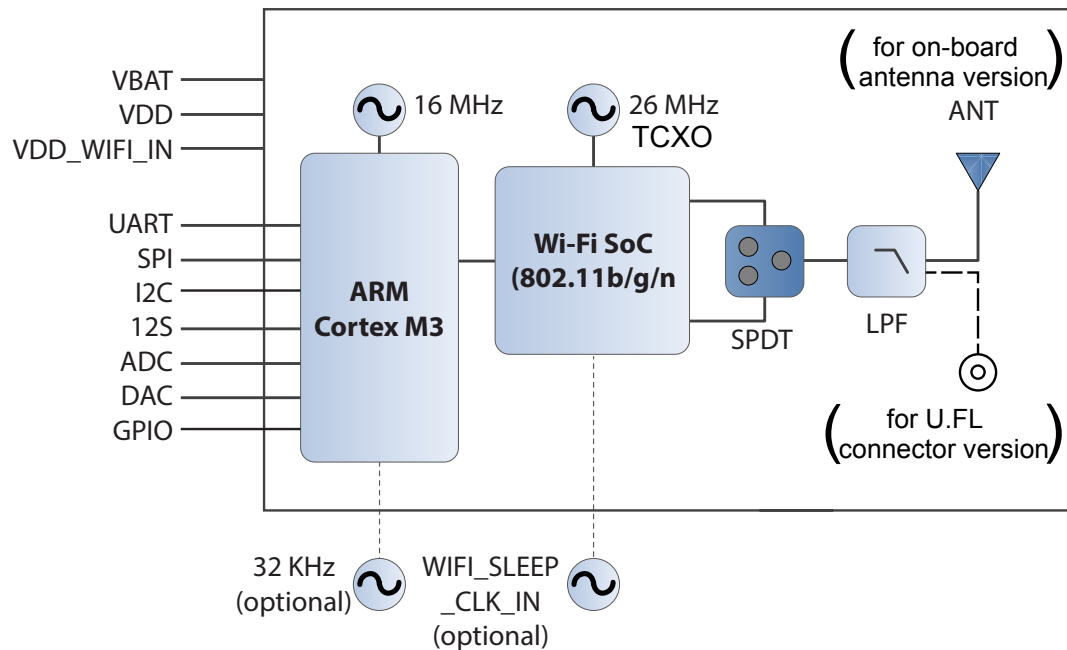 VBAT
VDD
VDD_WIFI_IN
UART
SPI
I2C
12S
ADC
DAC
GPIO
16 MHz
ARM
Cortex M3
26 MHz
TCXO
Wi-Fi SoC
(802.11b/g/n
SPDT
LPF
(for on-board
antenna version)
ANT
(for U.FL
connector version)
32 KHz
(optional)
WIFI_SLEEP
_CLK_IN
(optional)